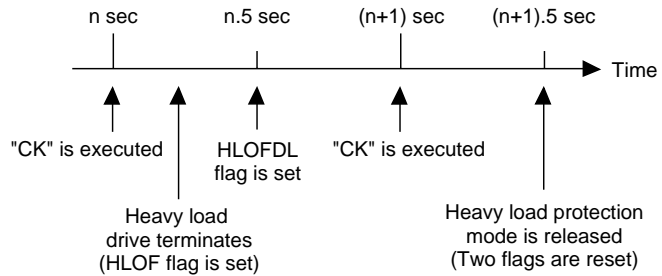 n sec
n.5 sec
(n+1) sec
(n+1).5 sec
Time
"CK" is executed
HLOFDL
flag is set
"CK" is executed
Heavy load
drive terminates
(HLOF flag is set)
Heavy load protection
mode is released
(Two flags are reset)